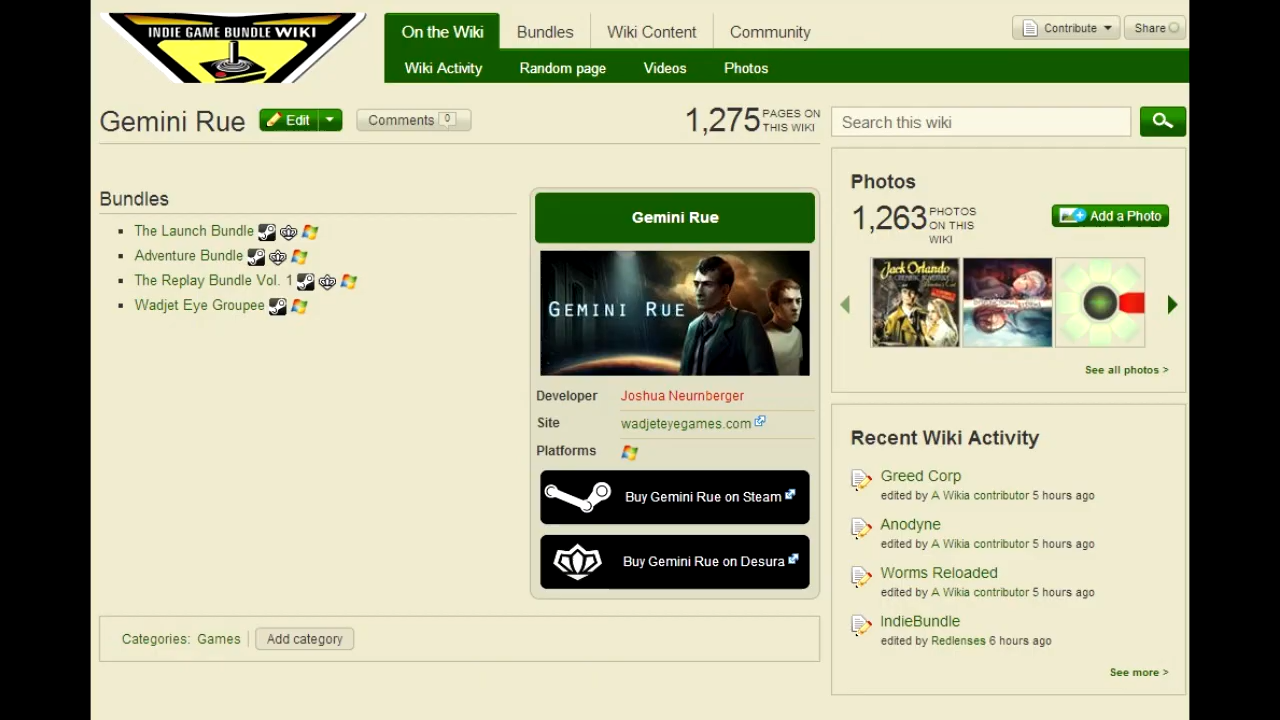 INDIE GAME BUNDLE WIKI
On the Wiki
Bundles
Wiki Content
Community
Contribute
Share
Wiki Activity
Random page
Videos
Photos
Gemini Rue
Edit
Comments 0
1,275 PAGES ON THIS WIKI
Search this wiki
Bundles
The Launch Bundle
Adventure Bundle
The Replay Bundle Vol. 1
Wadjet Eye Groupee
Gemini Rue
GEMINI RUE
Developer Joshua Neurnberger
Site wadjeteyegames.com
Platforms
Buy Gemini Rue on Steam
Buy Gemini Rue on Desura
Categories: Games
Add category
Photos
1,263 PHOTOS ON THIS WIKI
Add a Photo
Jack Orlando
See all photos >
Recent Wiki Activity
Greed Corp
edited by A Wikia contributor 5 hours ago
Anodyne
edited by A Wikia contributor 5 hours ago
Worms Reloaded
edited by A Wikia contributor 5 hours ago
IndieBundle
edited by Redlenses 6 hours ago
See more >